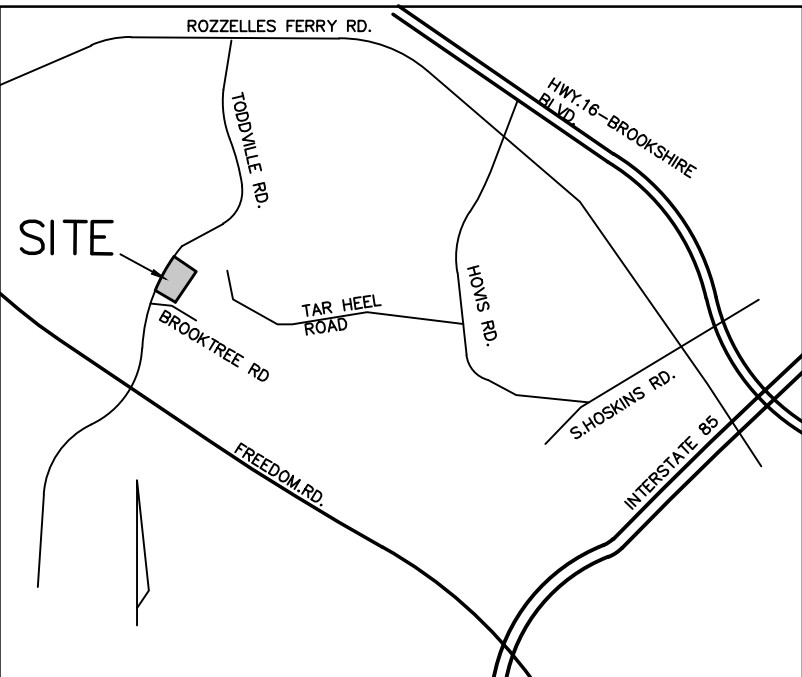 ROZZELLES FERRY RD.
HWY.16-BROOKSHIRE
BLVD.
TODDVILLE RD.
SITE
HOVIS RD.
TAR HEEL
ROAD
BROOKTREE RD
S.HOSKINS RD.
INTERSTATE 85
FREEDOM.RD.